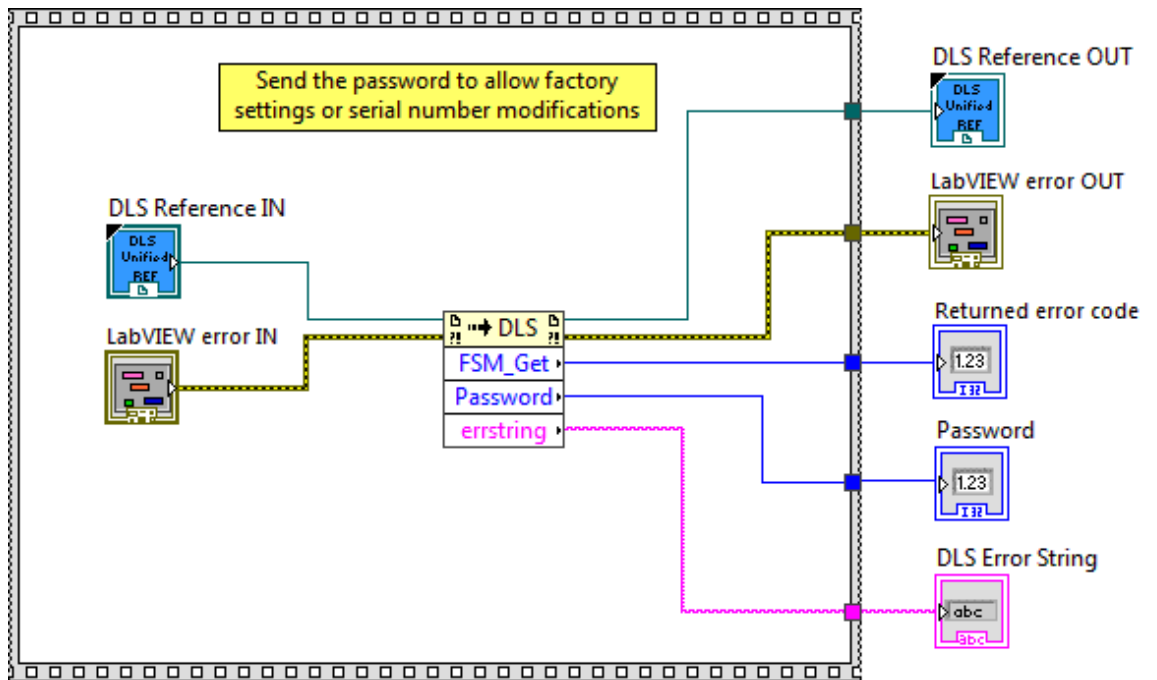 Send the password to allow factory
settings or serial number modifications
DLS Reference IN
DLS
Unified
REF
LabVIEW error IN
DLS
FSM_Get
Password
errstring
DLS Reference OUT
DLS
Unified
REF
LabVIEW error OUT
Returned error code
1.23
I32
Password
1.23
I32
DLS Error String
abc
abc